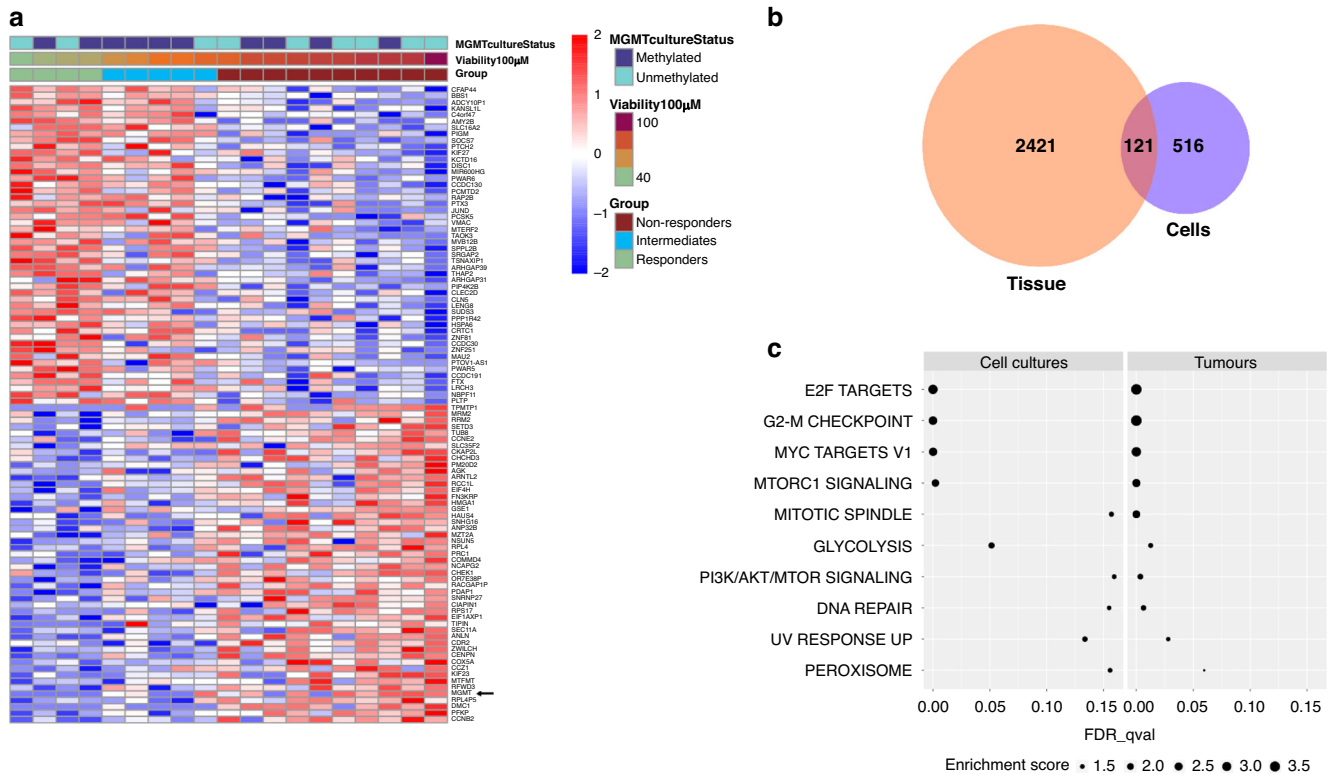 a
MGMTcultureStatus
Viability100μM
Group
CFAP44
BBS1
ADCY10P1
KANSL1L
C4orf47
AMY2B
SLC16A2
PIGM
SOCS7
PTCH2
KIF27
KCTD16
DISC1
MIR600HG
PWAR6
CCDC130
PCMTD2
RAP2B
PTX3
JUND
PCSK5
VMAC
MTERF2
TAOK3
MVB12B
SPPL2B
SRGAP2
TSNAXIP1
ARHGAP39
THAP2
ARHGAP31
PIP4K2B
CLEC2D
CLN5
LENG8
SUDS3
PPP1R42
HSPA6
CRTC1
ZNF81
CCDC30
ZNF251
MAU2
PTOV1-AS1
PWAR5
CCDC191
FTX
LRCH3
NBPF11
PLTP
TPMTP1
MRM2
RRM2
SETD3
TUB8
CCNE2
SLC35F2
CKAP2L
CHCHD3
PM20D2
AGK
ARNTL2
RCC1L
EIF4H
FN3KRP
HMGA1
GSE1
HAUS4
SNHG16
ANP32B
MZT2A
NSUN5
RPL4
PRC1
COMMD4
NCAPG2
CHEK1
OR7E38P
RACGAP1P
PDAP1
SNRNP27
CIAPIN1
RPS17
EIF1AXP1
TIPIN
SEC11A
ANLN
CDR2
ZWILCH
CENPN
COX5A
CCZ1
KIF23
MTFMT
RFWD3
MGMT
RPL4P5
DMC1
PFKP
CCNB2
2
1
0
−1
−2
MGMTcultureStatus
Methylated
Unmethylated
Viability100μM
100
40
Group
Non-responders
Intermediates
Responders
b
2421
121
516
Cells
Tissue
c
Cell cultures
Tumours
E2F TARGETS
G2-M CHECKPOINT
MYC TARGETS V1
MTORC1 SIGNALING
MITOTIC SPINDLE
GLYCOLYSIS
PI3K/AKT/MTOR SIGNALING
DNA REPAIR
UV RESPONSE UP
PEROXISOME
0.00 0.05 0.10 0.15 0.00 0.05 0.10 0.15
FDR_qval
Enrichment score 1.5 2.0 2.5 3.0 3.5